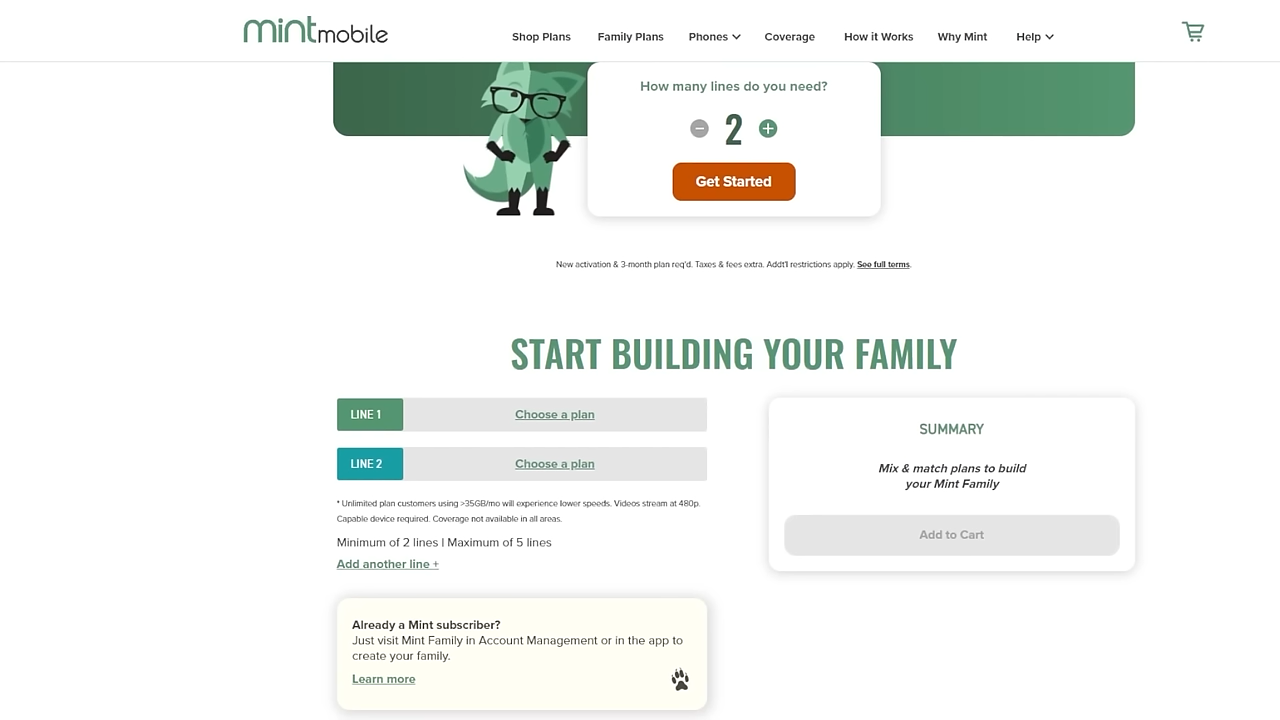 mintmobile
Shop Plans
Family Plans
Phones
Coverage
How it Works
Why Mint
Help
How many lines do you need?
2
Get Started
New activation & 3-month plan req'd. Taxes & fees extra. Addt'l restrictions apply. See full terms.
START BUILDING YOUR FAMILY
LINE 1
Choose a plan
LINE 2
Choose a plan
* Unlimited plan customers using >35GB/mo will experience lower speeds. Videos stream at 480p.
Capable device required. Coverage not available in all areas.
Minimum of 2 lines | Maximum of 5 lines
Add another line +
SUMMARY
Mix & match plans to build
your Mint Family
Add to Cart
Already a Mint subscriber?
Just visit Mint Family in Account Management or in the app to
create your family.
Learn more